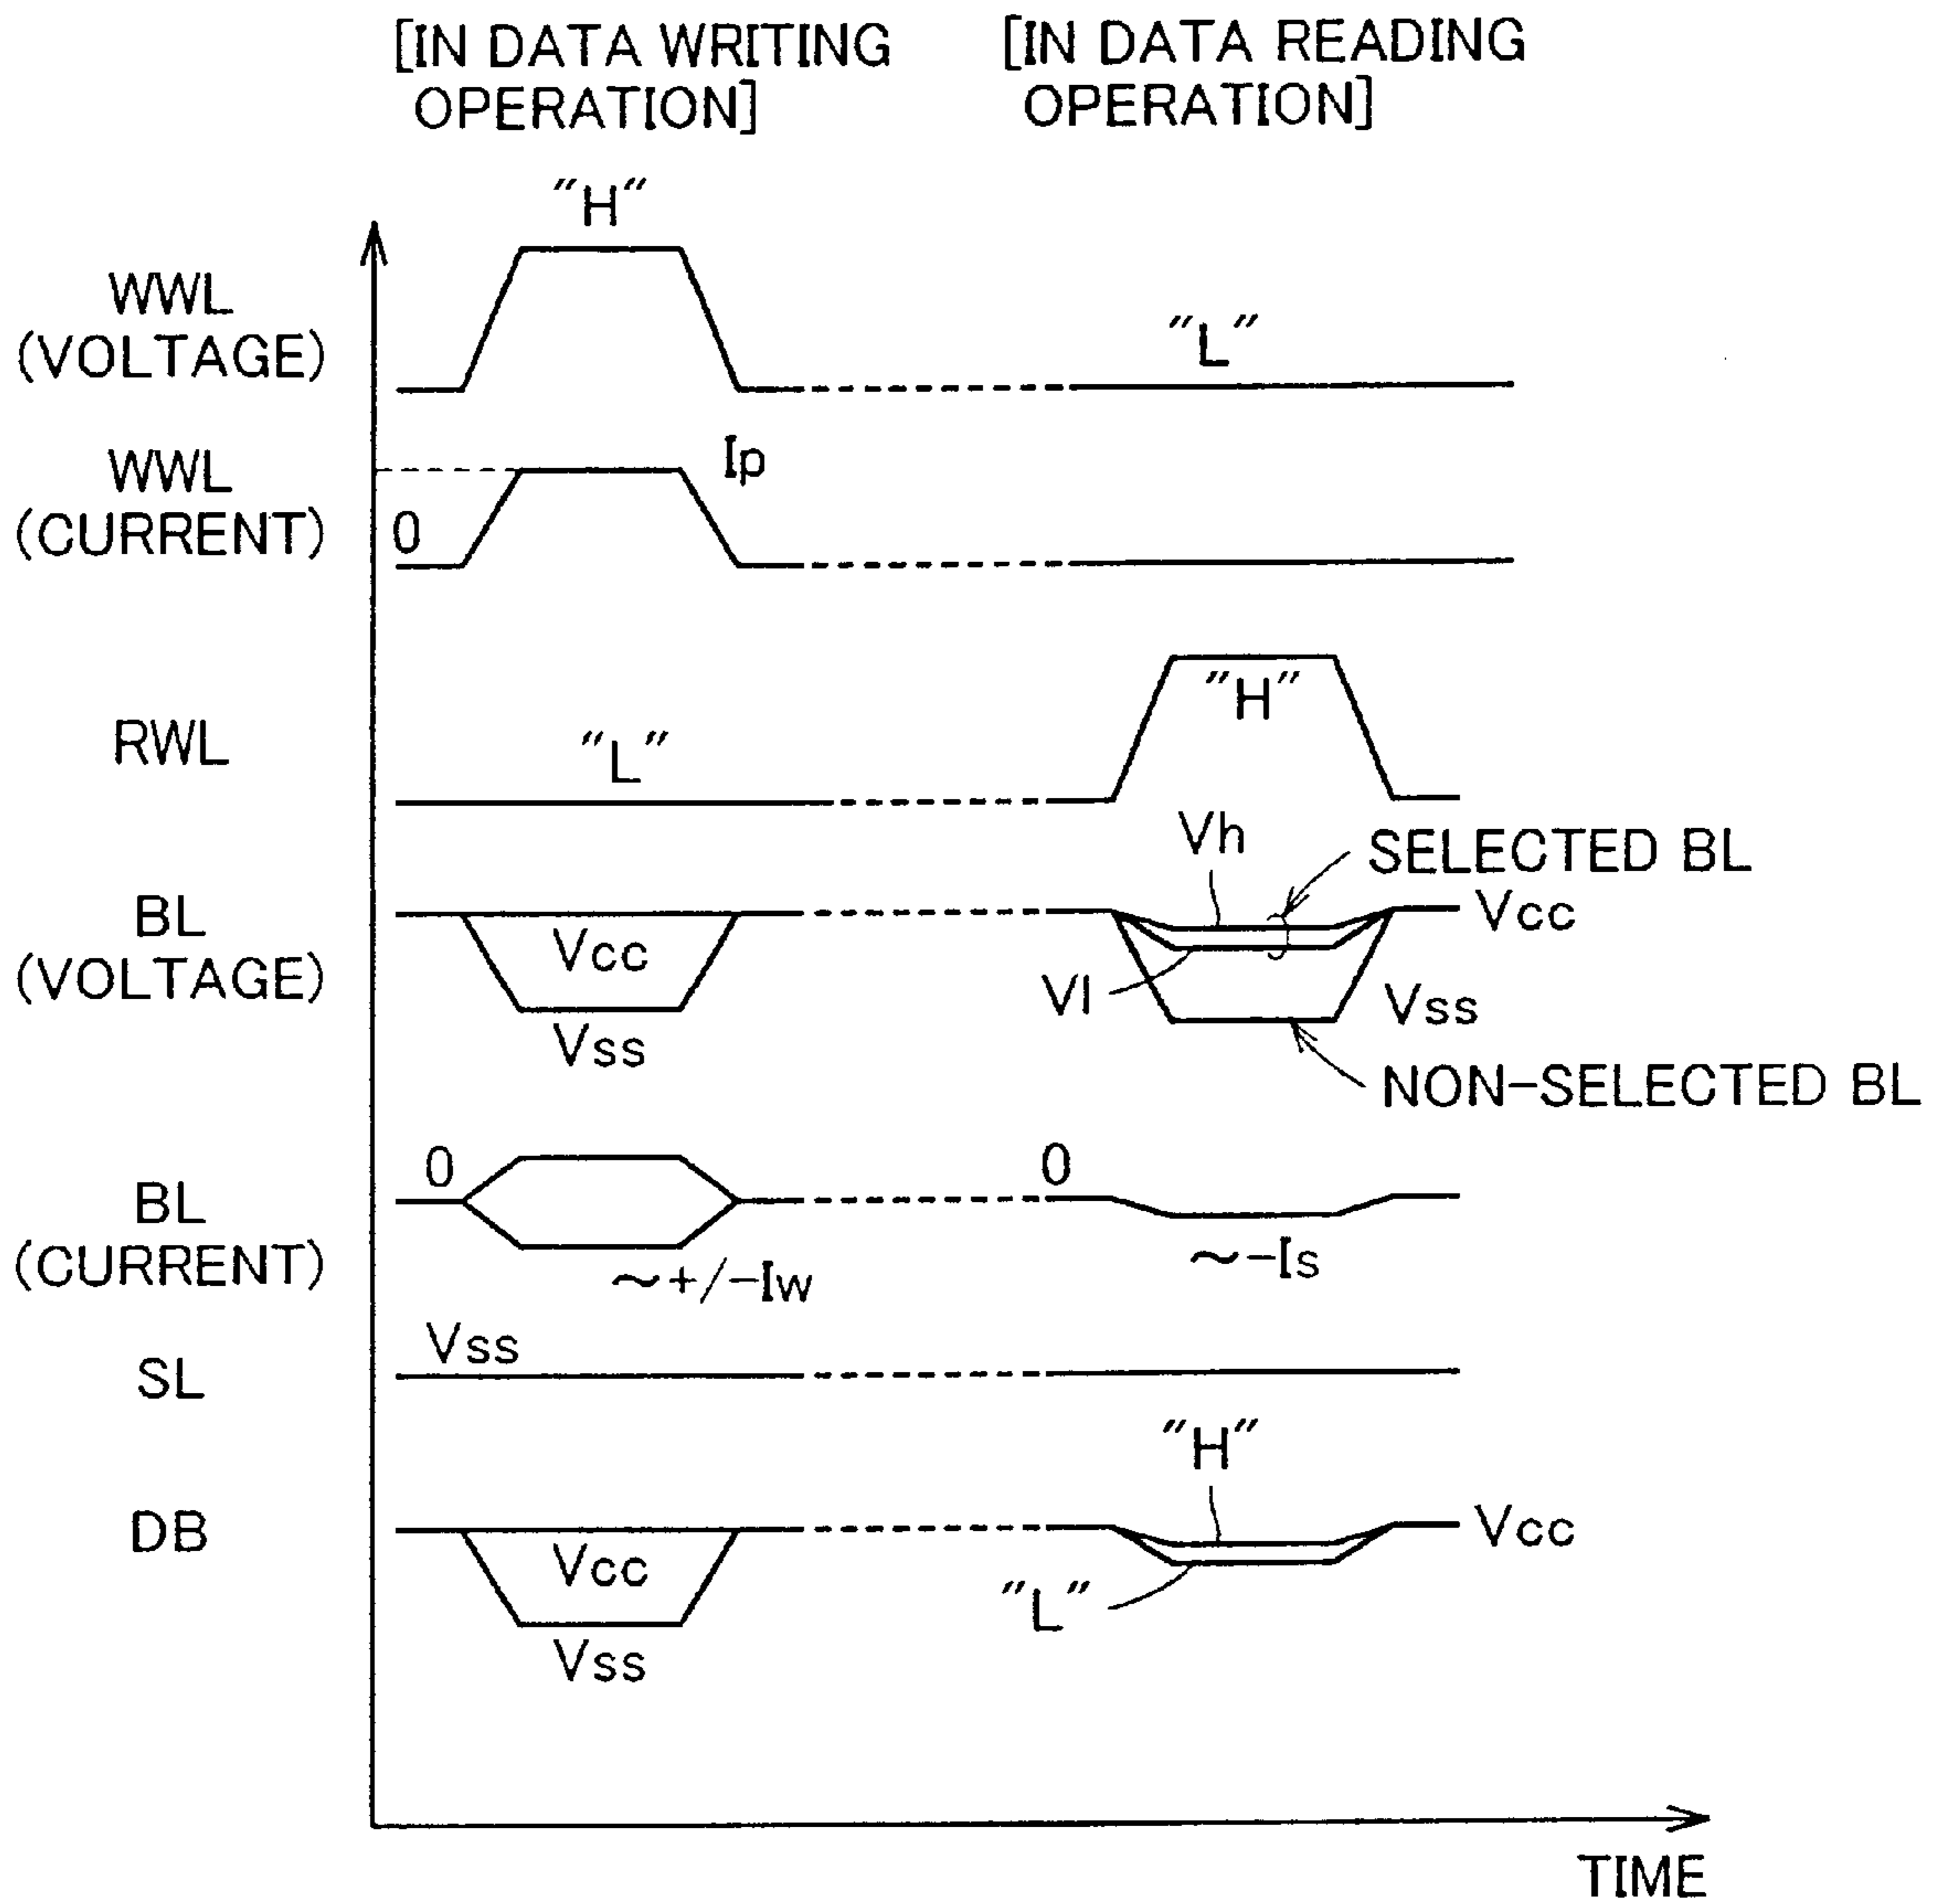 [IN DATA WRITING
OPERATION]
[IN DATA READING
OPERATION]
"H"
WWL
(VOLTAGE)
"L"
WWL
(CURRENT)
0
Ip
RWL
"L"
"H"
BL
(VOLTAGE)
Vcc
Vss
Vh
SELECTED BL
Vcc
Vl
Vss
NON-SELECTED BL
BL
(CURRENT)
0
~+/-Iw
0
~-Is
SL
Vss
DB
Vcc
Vss
"H"
Vcc
"L"
TIME